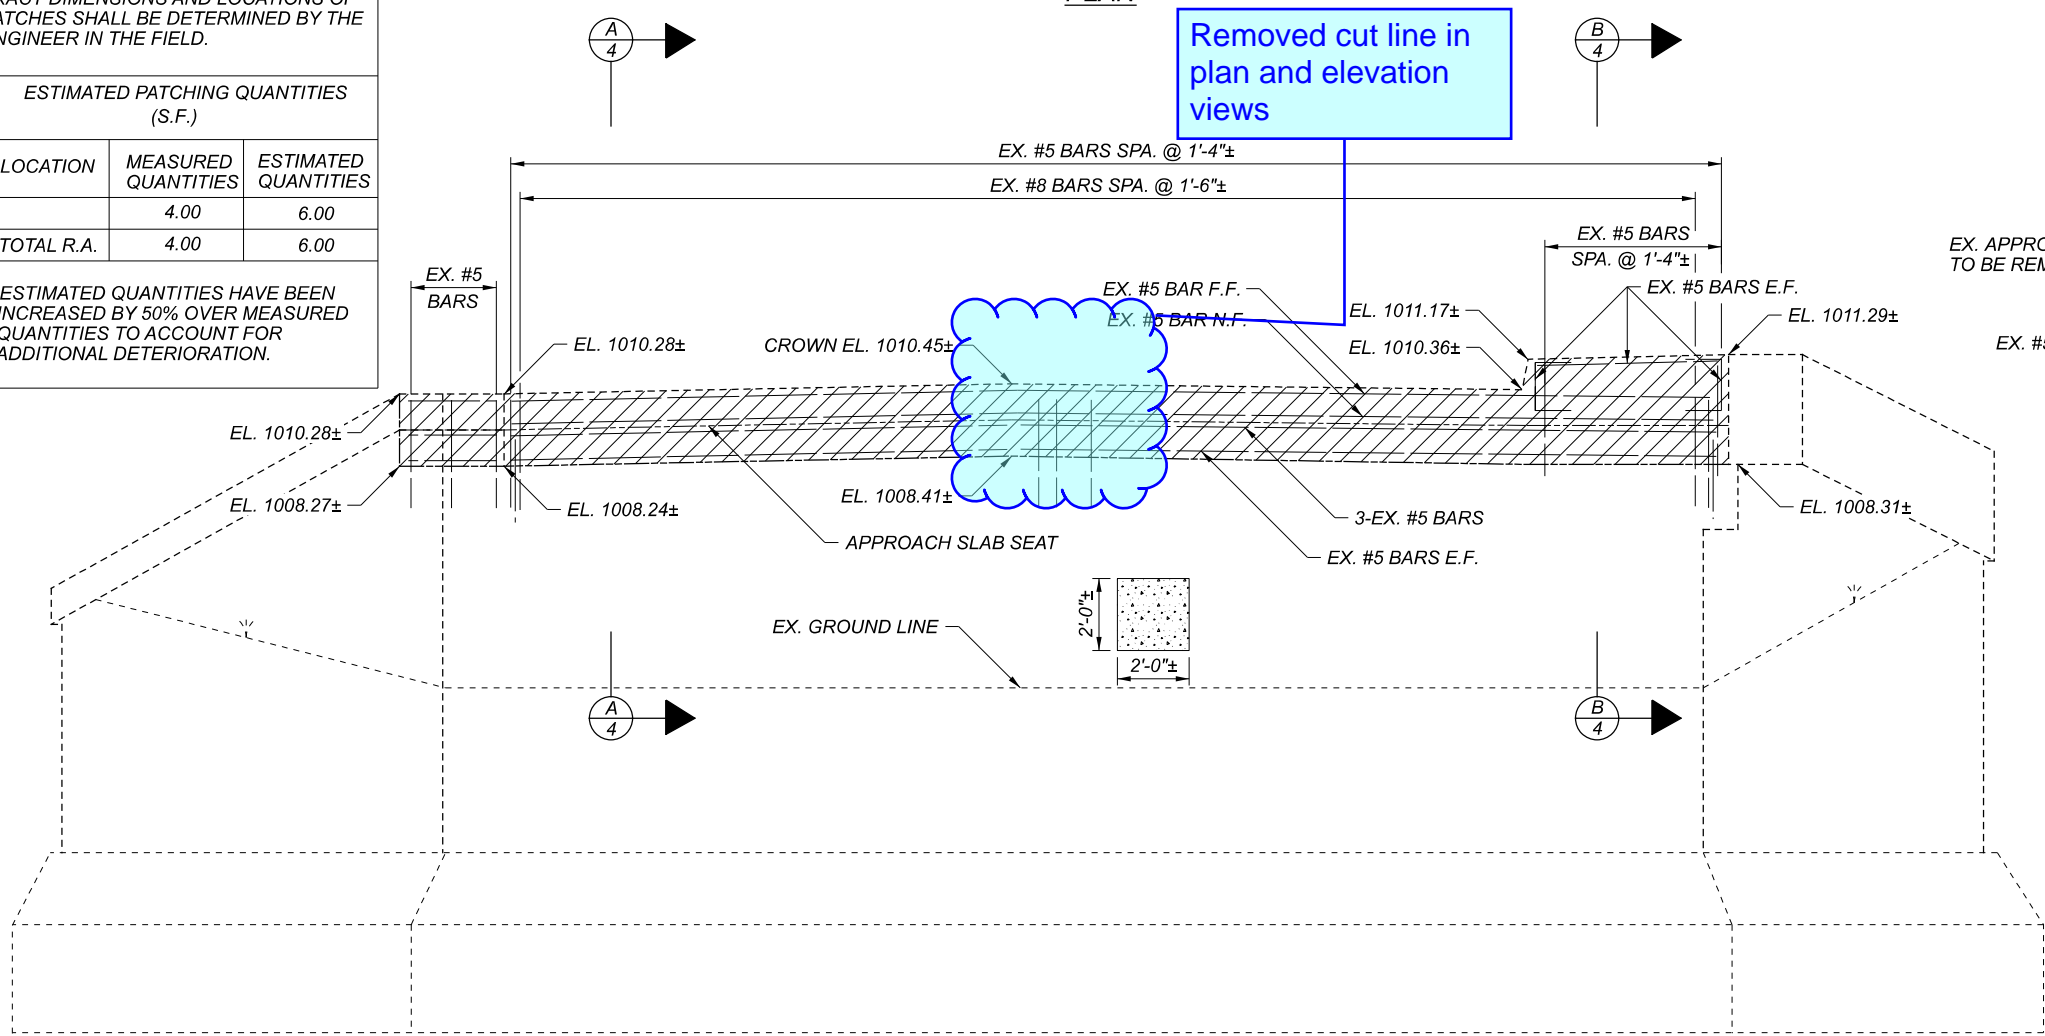 PATCHES SHALL BE DETERMINED BY THE
ENGINEER IN THE FIELD.
ESTIMATED PATCHING QUANTITIES
(S.F.)
LOCATION
MEASURED
QUANTITIES
ESTIMATED
QUANTITIES
4.00
6.00
TOTAL R.A.
4.00
6.00
ESTIMATED QUANTITIES HAVE BEEN
INCREASED BY 50% OVER MEASURED
QUANTITIES TO ACCOUNT FOR
ADDITIONAL DETERIORATION.
A
4
B
4
Removed cut line in
plan and elevation
views
EX. #5 BARS SPA. @ 1'-4"±
EX. #8 BARS SPA. @ 1'-6"±
EX. #5 BARS
SPA. @ 1'-4"±
EX. #5
BARS
EX. #5 BAR F.F.
EX. #5 BAR N.F.
EX. #5 BARS E.F.
EL. 1011.17±
EL. 1011.29±
EL. 1010.28±
CROWN EL. 1010.45±
EL. 1010.36±
EL. 1010.28±
EL. 1008.27±
EL. 1008.24±
EL. 1008.41±
EL. 1008.31±
3-EX. #5 BARS
APPROACH SLAB SEAT
EX. #5 BARS E.F.
2'-0"±
2'-0"±
EX. GROUND LINE
A
4
B
4
TO BE
EX.